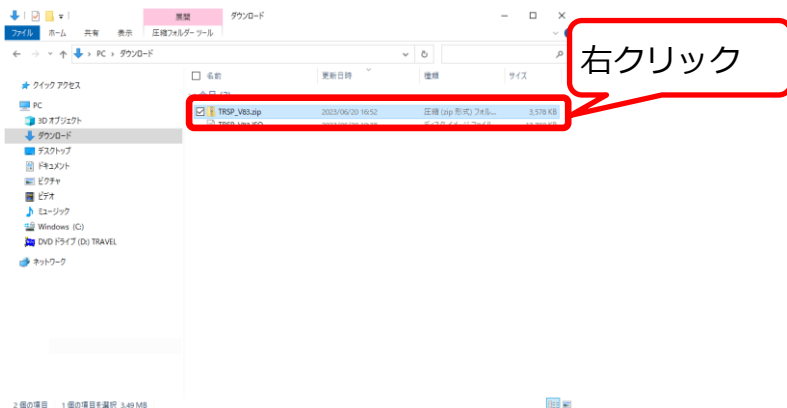 展開 ダウンロード
ファイル ホーム 共有 表示 圧縮フォルダー ツール
PC › ダウンロード
右クリック
名前 更新日時 種類 サイズ
クイック アクセス
TRSP_V63.zip 2023/06/20 16:52 圧縮 (zip 形式) フォル... 3,578 KB
PC
3D オブジェクト
ダウンロード
デスクトップ
ドキュメント
ピクチャ
ビデオ
ミュージック
Windows (C:)
DVD ドライブ (D:) TRAVEL
ネットワーク
2 個の項目 1 個の項目を選択 3.49 MB